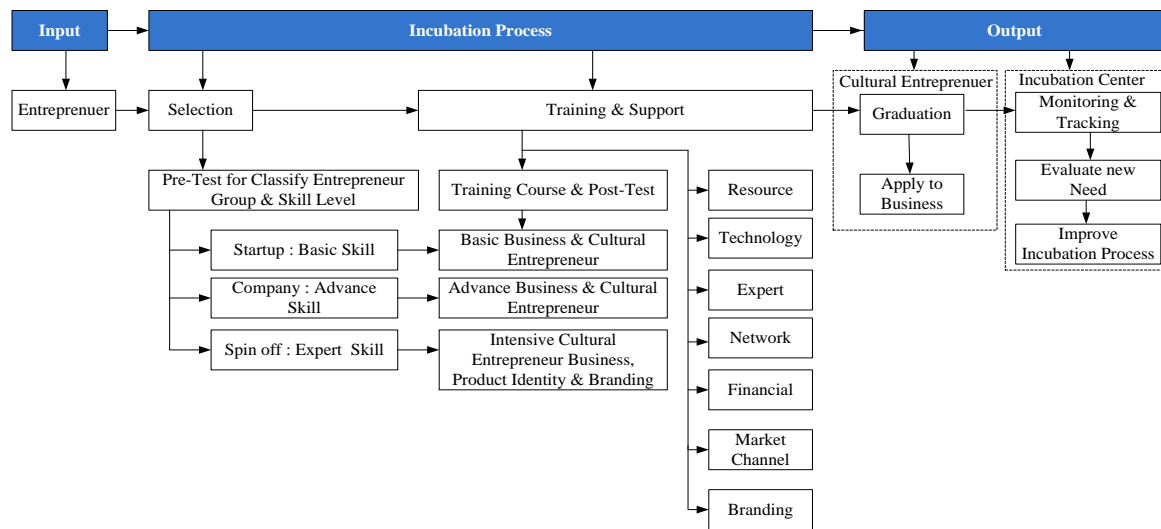 Input
Incubation Process
Output
Cultural Entreprenuer
Incubation Center
Entreprenuer
Selection
Training & Support
Graduation
Monitoring &
Tracking
Pre-Test for Classify Entrepreneur
Group & Skill Level
Training Course & Post-Test
Resource
Apply to
Business
Evaluate new
Need
Startup : Basic Skill
Basic Business & Cultural
Entrepreneur
Technology
Improve
Incubation Process
Company : Advance
Skill
Advance Business & Cultural
Entrepreneur
Expert
Spin off : Expert Skill
Intensive Cultural
Entrepreneur Business,
Product Identity & Branding
Network
Financial
Market
Channel
Branding